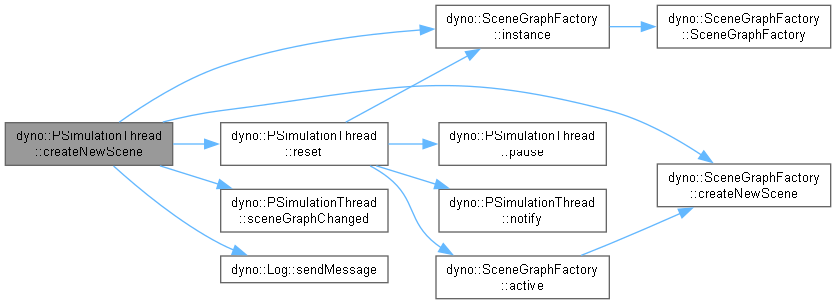 dyno::SceneGraphFactory
::instance
dyno::SceneGraphFactory
::SceneGraphFactory
dyno::PSimulationThread
::createNewScene
dyno::PSimulationThread
::reset
dyno::PSimulationThread
::pause
dyno::SceneGraphFactory
::createNewScene
dyno::PSimulationThread
::sceneGraphChanged
dyno::PSimulationThread
::notify
dyno::Log::sendMessage
dyno::SceneGraphFactory
::active